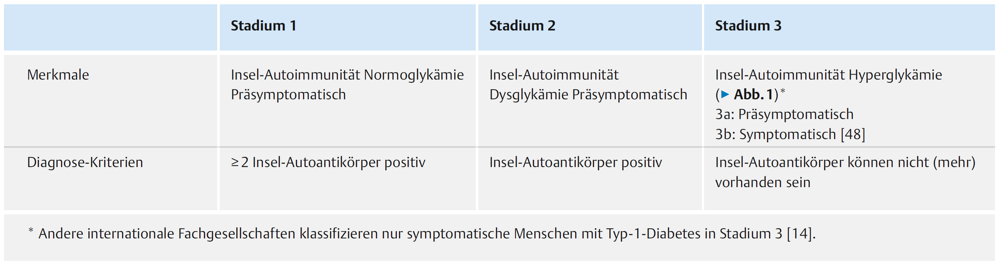 Stadium 1
Stadium 2
Stadium 3
Merkmale
Insel-Autoimmunität Normoglykämie
Präsymptomatisch
Insel-Autoimmunität
Dysglykämie Präsymptomatisch
Insel-Autoimmunität Hyperglykämie
(▶ Abb. 1)*
3a: Präsymptomatisch
3b: Symptomatisch [48]
Diagnose-Kriterien
≥ 2 Insel-Autoantikörper positiv
Insel-Autoantikörper positiv
Insel-Autoantikörper können nicht (mehr)
vorhanden sein
* Andere internationale Fachgesellschaften klassifizieren nur symptomatische Menschen mit Typ-1-Diabetes in Stadium 3 [14].